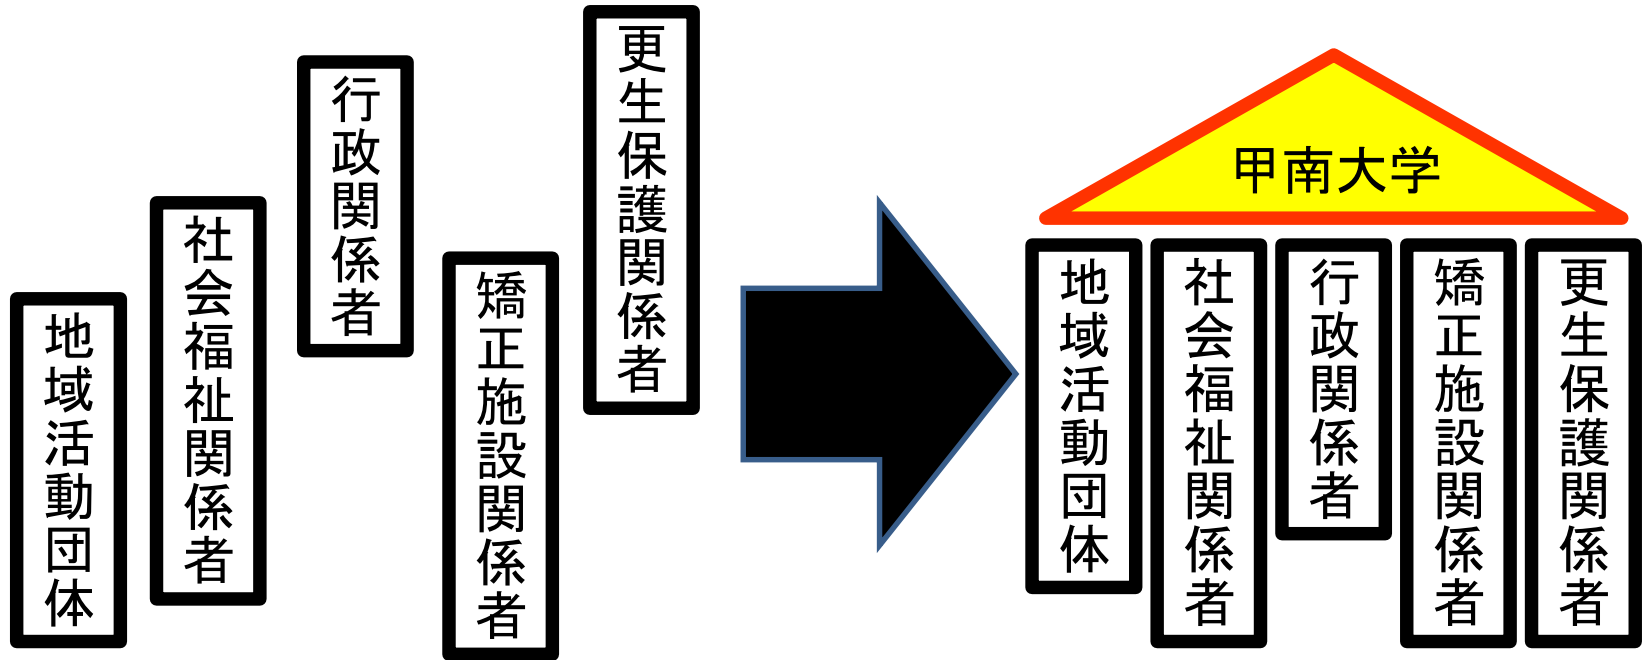 地域活動団体
社会福祉関係者
行政関係者
矯正施設関係者
更生保護関係者
甲南大学
地域活動団体
社会福祉関係者
行政関係者
矯正施設関係者
更生保護関係者